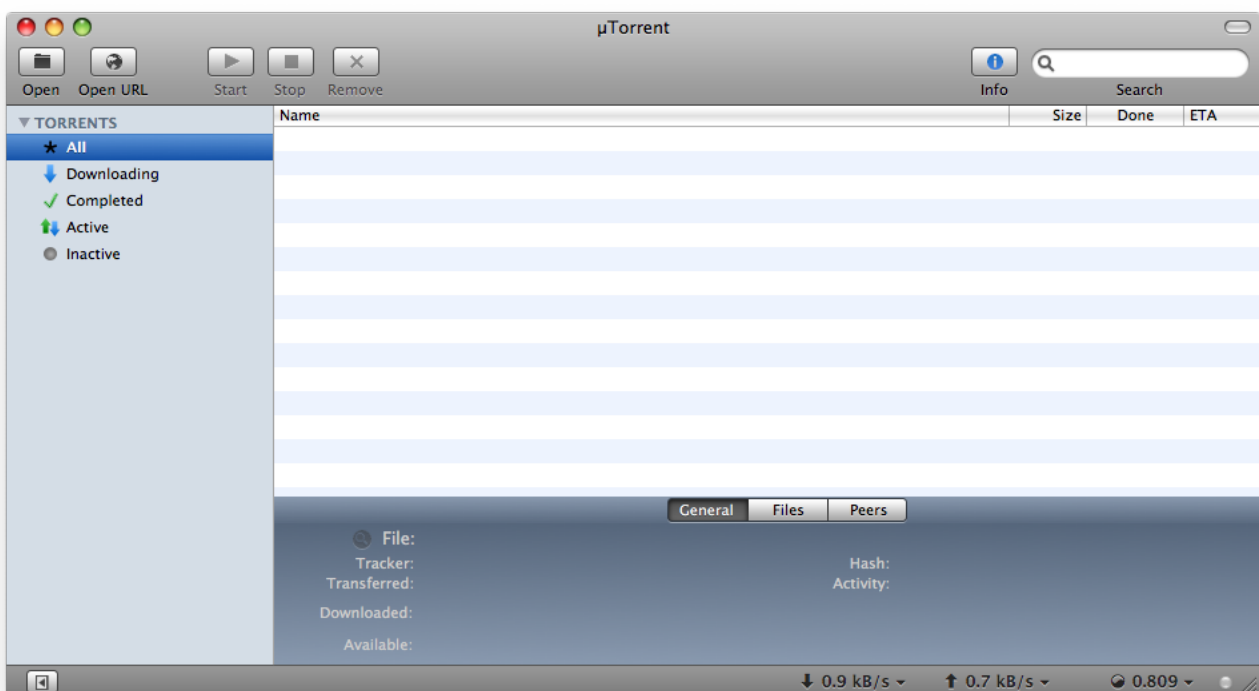 µTorrent
Open Open URL Start Stop Remove Info Search
TORRENTS
All
Downloading
Completed
Active
Inactive
Name Size Done ETA
General Files Peers
File:
Tracker: Hash:
Transferred: Activity:
Downloaded:
Available:
0.9 kB/s 0.7 kB/s 0.809